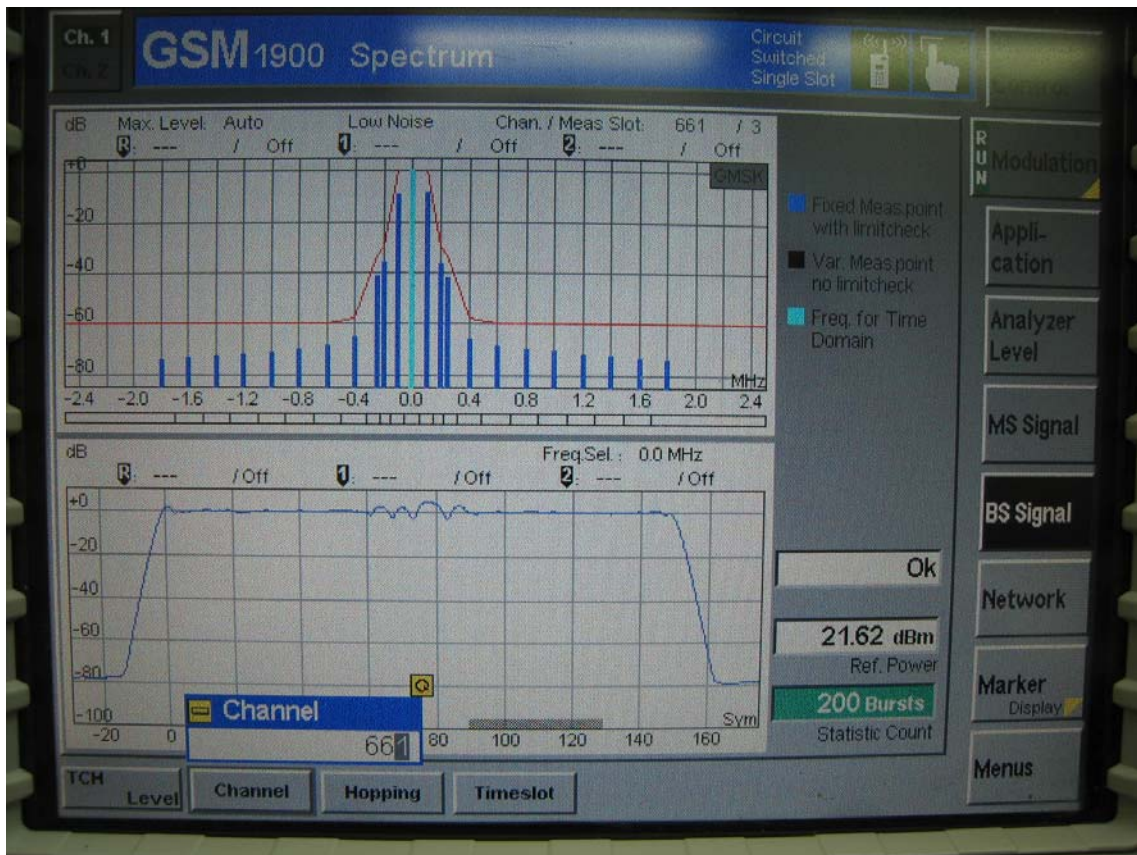 Ch. 1
Ch. 2
GSM 1900 Spectrum
Circuit
Switched
Single Slot
Control
dB Max. Level: Auto Low Noise Chan. / Meas Slot: 661 / 3
R: --- / Off 1: --- / Off 2: --- / Off
+0
GMSK
-20
-40
-60
-80
MHz
-2.4 -2.0 -1.6 -1.2 -0.8 -0.4 0.0 0.4 0.8 1.2 1.6 2.0 2.4
Fixed Meas.point
with limitcheck
Var. Meas.point
no limitcheck
Freq. for Time
Domain
dB Freq.Sel. : 0.0 MHz
R: --- / Off 1: --- / Off 2: --- / Off
+0
-20
-40
-60
-80
-100
Sym
-20 0 80 100 120 140 160
Channel
661
Ok
21.62 dBm
Ref. Power
200 Bursts
Statistic Count
RUN
Modulation
Appli-
cation
Analyzer
Level
MS Signal
BS Signal
Network
Marker
Display
Menus
TCH
Level
Channel
Hopping
Timeslot